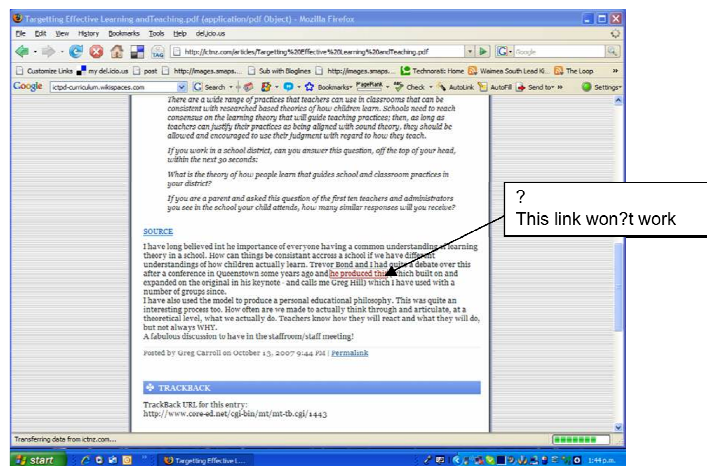 Targetting Effective Learning andTeaching.pdf (application/pdf Object) - Mozilla Firefox
File Edit View History Bookmarks Tools Help del.icio.us
http://ictnz.com/articles/Targetting%20Effective%20Learning%20andTeaching.pdf
Google
Customize Links my del.icio.us post http://images.smaps... Sub with Bloglines http://images.smaps... Technorati: Home Waimea South Lead Ki... The Loop
Google ictpd-curriculum.wikispaces.com Search Bookmarks PageRank Check AutoLink AutoFill Send to Settings
There are a wide range of practices that teachers can use in classrooms that can be
consistent with researched based theories of how children learn. Schools need to reach
consensus on the learning theory that will guide teaching practices; then, as long as
teachers can justify their practices as being aligned with sound theory, they should be
allowed and encouraged to use their judgment with regard to how they teach.
If you work in a school district, can you answer this question, off the top of your head,
within the next 30 seconds:
What is the theory of how people learn that guides school and classroom practices in
your district?
If you are a parent and asked this question of the first ten teachers and administrators
you see in the school your child attends, how many similar responses will you receive?
?
This link won?t work
SOURCE
I have long believed int he importance of everyone having a common understanding of learning
theory in a school. How can things be consistant accross a school if we have different
understandings of how children actually learn. Trevor Bond and I had quite a debate over this
after a conference in Queenstown some years ago and he produced this which built on and
expanded on the original in his keynote - and calls me Greg Hill) which I have used with a
number of groups since.
I have also used the model to produce a personal educational philosophy. This was quite an
interesting process too. How often are we made to actually think through and articulate, at a
theoretical level, what we actually do. Teachers know how they will react and what they will do,
but not always WHY.
A fabulous discussion to have in the staffroom/staff meeting!
Posted by Greg Carroll on October 13, 2007 9:44 PM | Permalink
TRACKBACK
TrackBack URL for this entry:
http://www.core-ed.net/cgi-bin/mt/mt-tb.cgi/1443
Transferring data from ictnz.com...
start Targetting Effective L... 1:44 p.m.